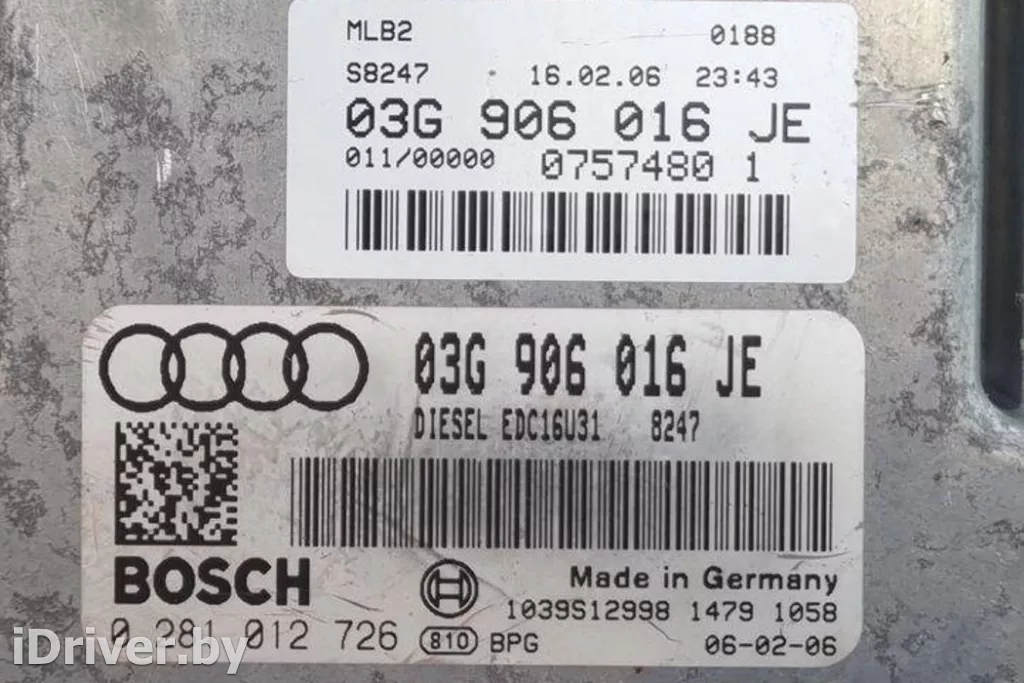 MLB2 0188
S8247 16.02.06 23:43
03G 906 016 JE
011/00000 0757480 1
03G 906 016 JE
DIESEL EDC16U31 8247
BOSCH
Made in Germany
1039S12998 1479 1058
0 281 012 726 810 BPG 06-02-06
iDriver.by